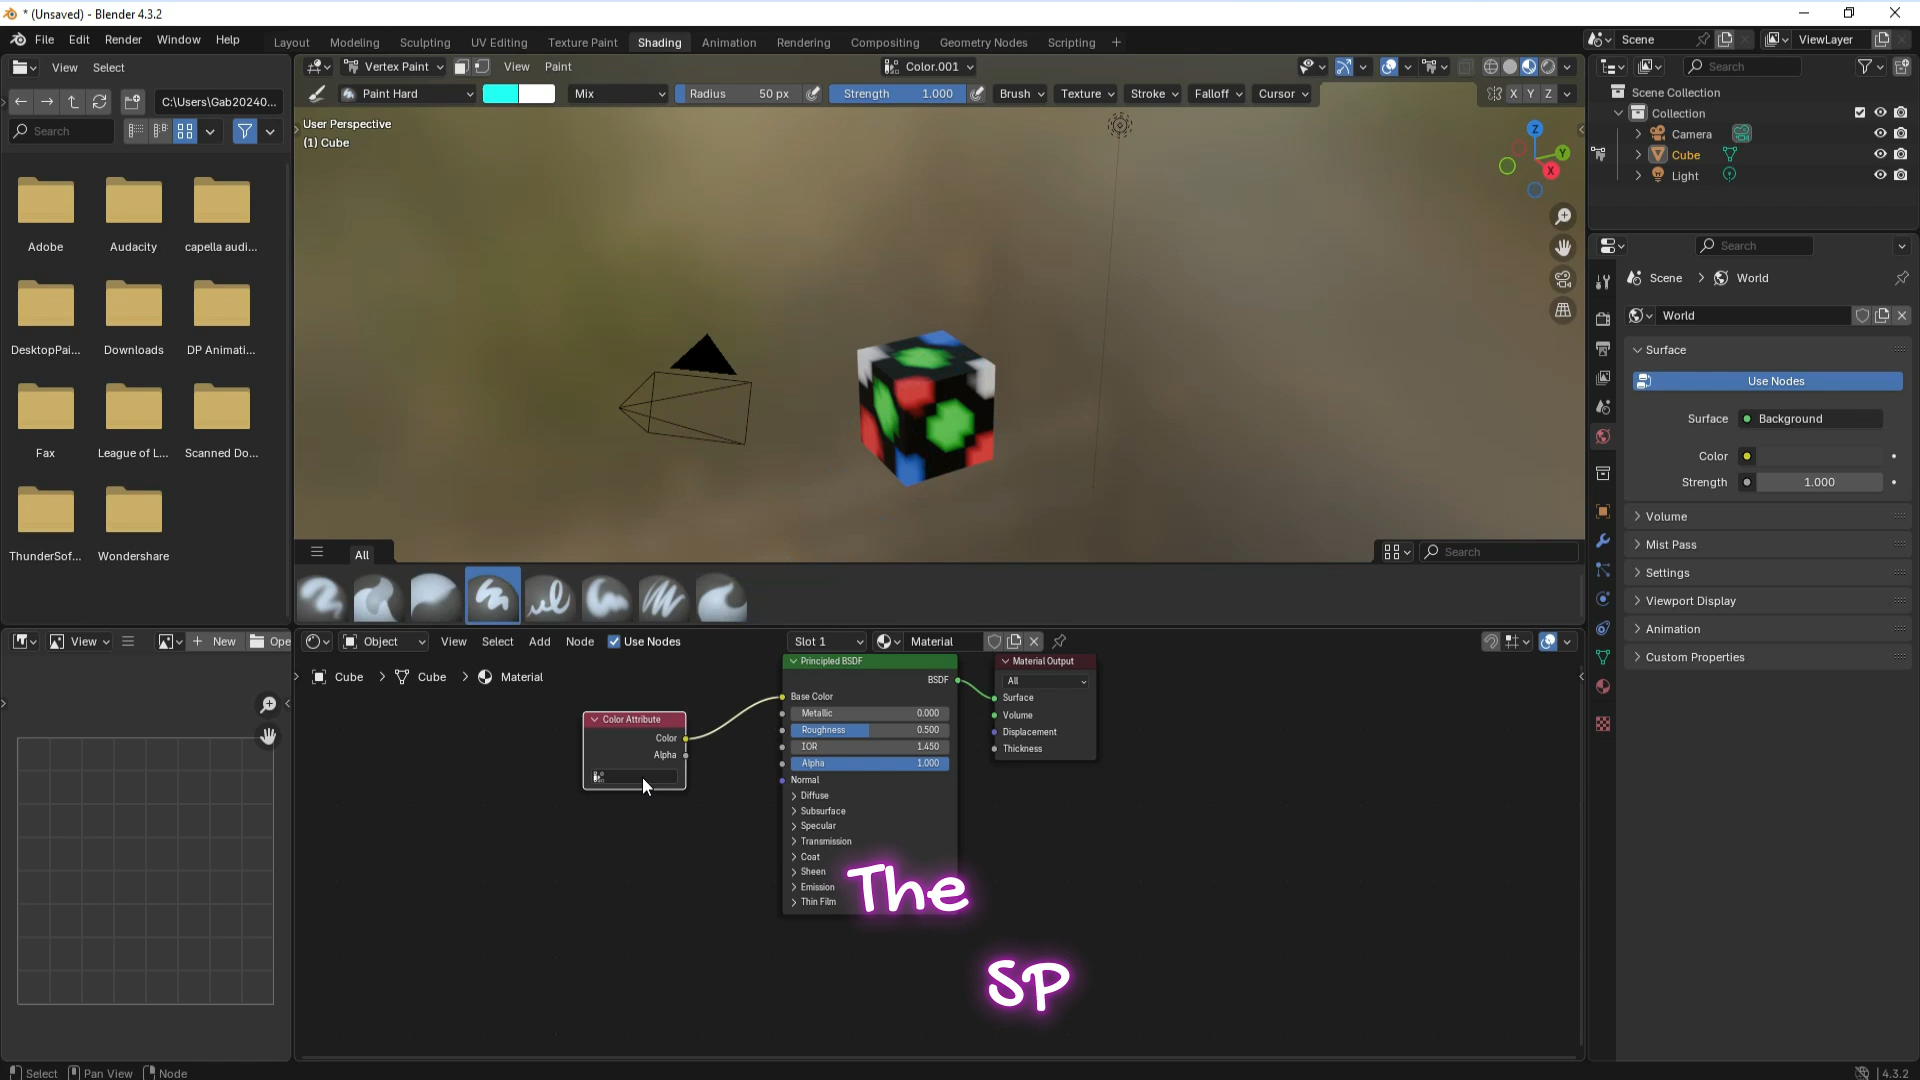 * (Unsaved) - Blender 4.3.2
File Edit Render Window Help
Layout Modeling Sculpting UV Editing Texture Paint Shading Animation Rendering Compositing Geometry Nodes Scripting +
Scene
ViewLayer
View Select
C:\Users\Gab20240...
Search
Adobe
Audacity
capella audi...
DesktopPai...
Downloads
DP Animati...
Fax
League of L...
Scanned Do...
ThunderSof...
Wondershare
Vertex Paint View Paint
Color.001
Paint Hard
Mix
Radius 50 px
Strength 1.000
Brush Texture Stroke Falloff Cursor
X Y Z
User Perspective
(1) Cube
Z
Y
X
All
Search
Search
Scene Collection
Collection
Camera
Cube
Light
Search
Scene > World
World
Surface
Use Nodes
Surface Background
Color
Strength 1.000
Volume
Mist Pass
Settings
Viewport Display
Animation
Custom Properties
View
+ New
Ope
Object View Select Add Node Use Nodes
Slot 1
Material
Cube > Cube > Material
Color Attribute
Color
Alpha
Principled BSDF
BSDF
Base Color
Metallic 0.000
Roughness 0.500
IOR 1.450
Alpha 1.000
Normal
Diffuse
Subsurface
Specular
Transmission
Coat
Sheen
Emission
Thin Film
Material Output
All
Surface
Volume
Displacement
Thickness
The
SP
Select Pan View Node
4.3.2